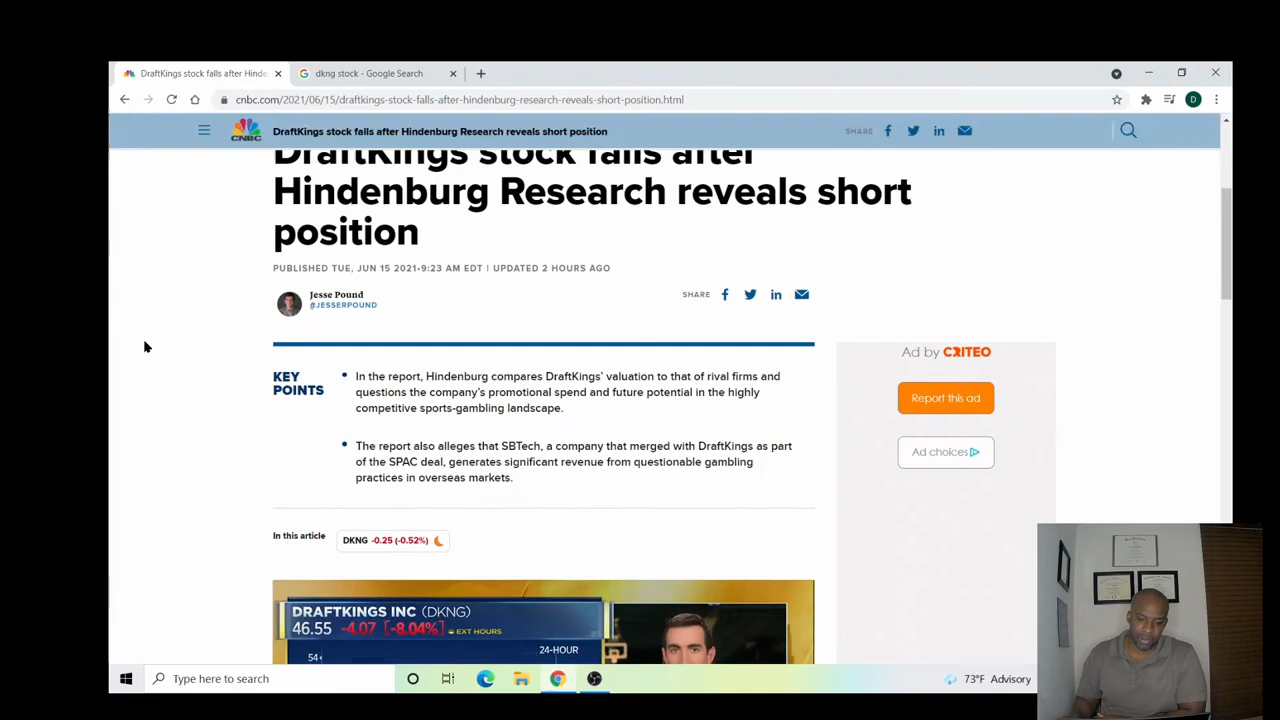 DraftKings stock falls after Hinde
dkng stock - Google Search
cnbc.com/2021/06/15/draftkings-stock-falls-after-hindenburg-research-reveals-short-position.html
D
CNBC
DraftKings stock falls after Hindenburg Research reveals short position
SHARE
DraftKings stock falls after
Hindenburg Research reveals short
position
PUBLISHED TUE, JUN 15 2021•9:23 AM EDT | UPDATED 2 HOURS AGO
Jesse Pound
@JESSERPOUND
SHARE
KEY
POINTS
In the report, Hindenburg compares DraftKings’ valuation to that of rival firms and
questions the company’s promotional spend and future potential in the highly
competitive sports-gambling landscape.
The report also alleges that SBTech, a company that merged with DraftKings as part
of the SPAC deal, generates significant revenue from questionable gambling
practices in overseas markets.
Ad by CRITEO
Report this ad
Ad choices
In this article
DKNG -0.25 (-0.52%)
DRAFTKINGS INC (DKNG)
46.55 -4.07 [-8.04%] EXT HOURS
24-HOUR
54
Type here to search
73°F Advisory